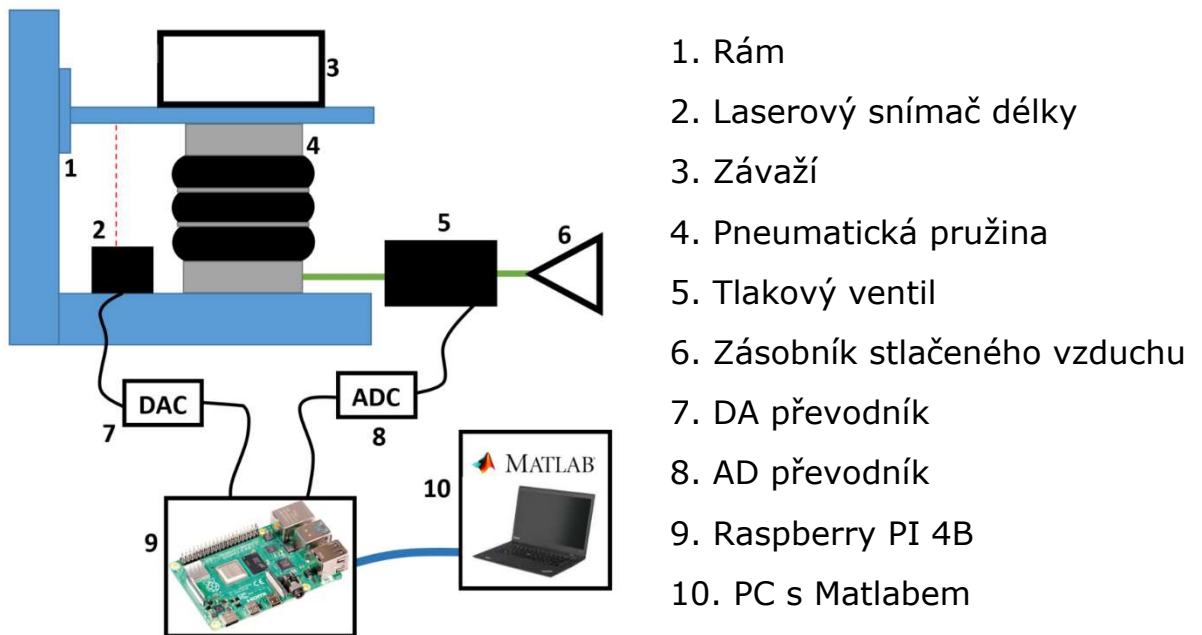 3
4
1
2
5
6
DAC
ADC
7
8
MATLAB
10
9
1. Rám
2. Laserový snímač délky
3. Závaží
4. Pneumatická pružina
5. Tlakový ventil
6. Zásobník stlačeného vzduchu
7. DA převodník
8. AD převodník
9. Raspberry PI 4B
10. PC s Matlabem